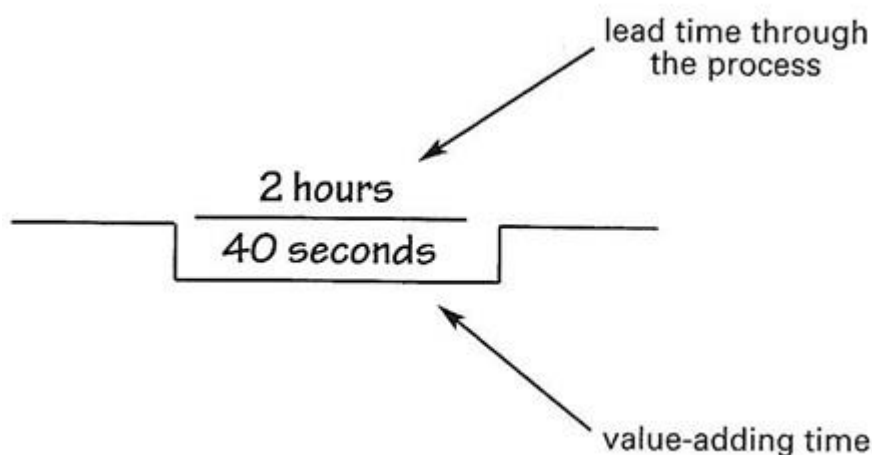 lead time through
the process
2 hours
40 seconds
value-adding time